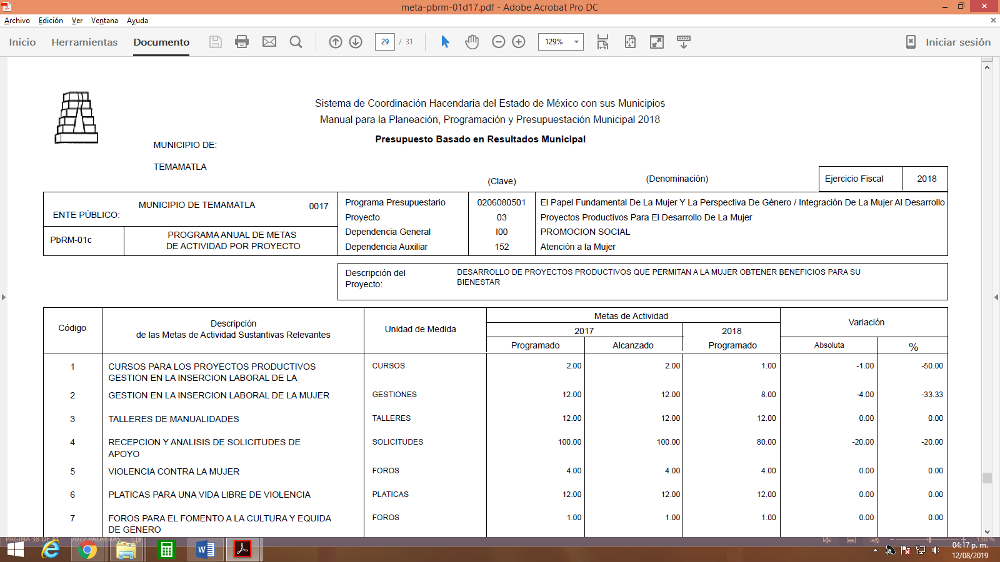 meta-pbrm-01d17.pdf - Adobe Acrobat Pro DC
Archivo Edición Ver Ventana Ayuda
Inicio Herramientas Documento 29 / 31 129% Iniciar sesión
Sistema de Coordinación Hacendaria del Estado de México con sus Municipios
Manual para la Planeación, Programación y Presupuestación Municipal 2018
Presupuesto Basado en Resultados Municipal
MUNICIPIO DE:
TEMAMATLA
(Clave) (Denominación) Ejercicio Fiscal 2018
ENTE PÚBLICO: MUNICIPIO DE TEMAMATLA 0017
PbRM-01c PROGRAMA ANUAL DE METAS
DE ACTIVIDAD POR PROYECTO
Programa Presupuestario 0206080501 El Papel Fundamental De La Mujer Y La Perspectiva De Género / Integración De La Mujer Al Desarrollo
Proyecto 03 Proyectos Productivos Para El Desarrollo De La Mujer
Dependencia General I00 PROMOCION SOCIAL
Dependencia Auxiliar 152 Atención a la Mujer
Descripción del
Proyecto:
DESARROLLO DE PROYECTOS PRODUCTIVOS QUE PERMITAN A LA MUJER OBTENER BENEFICIOS PARA SU
BIENESTAR
Código Descripción
de las Metas de Actividad Sustantivas Relevantes
Unidad de Medida
Metas de Actividad
2017 2018
Programado Alcanzado Programado
Variación
Absoluta %
1 CURSOS PARA LOS PROYECTOS PRODUCTIVOS CURSOS 2.00 2.00 1.00 -1.00 -50.00
GESTION EN LA INSERCION LABORAL DE LA
2 GESTION EN LA INSERCION LABORAL DE LA MUJER GESTIONES 12.00 12.00 8.00 -4.00 -33.33
3 TALLERES DE MANUALIDADES TALLERES 12.00 12.00 12.00 0.00 0.00
4 RECEPCION Y ANALISIS DE SOLICITUDES DE SOLICITUDES 100.00 100.00 80.00 -20.00 -20.00
APOYO
5 VIOLENCIA CONTRA LA MUJER FOROS 4.00 4.00 4.00 0.00 0.00
6 PLATICAS PARA UNA VIDA LIBRE DE VIOLENCIA PLATICAS 12.00 12.00 12.00 0.00 0.00
7 FOROS PARA EL FOMENTO A LA CULTURA Y EQUIDA FOROS 1.00 1.00 1.00 0.00 0.00
DE GENERO
130 %
04:17 p. m.
12/08/2019